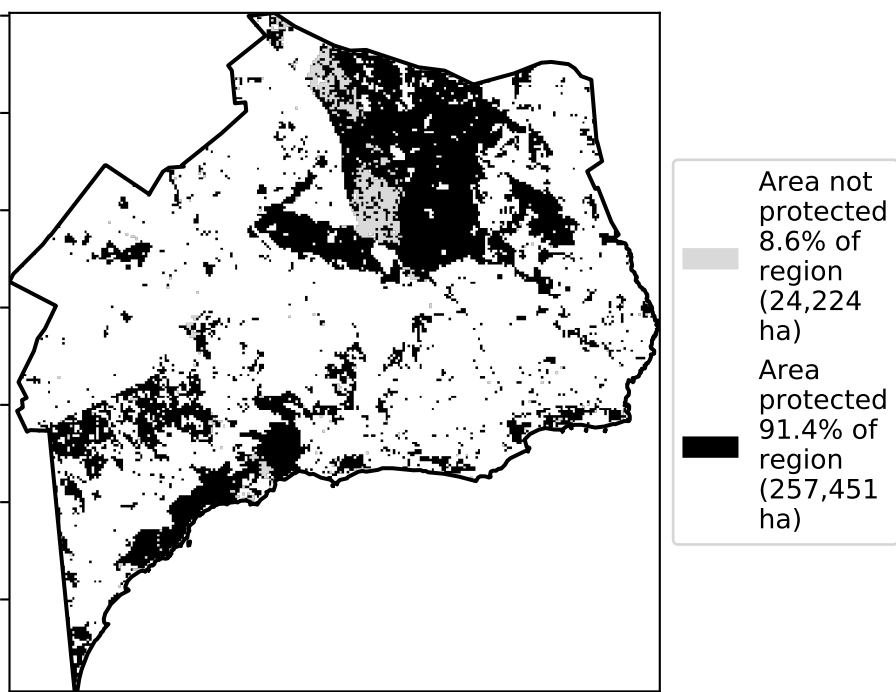 Area not
protected
8.6% of
region
(24,224
ha)
Area
protected
91.4% of
region
(257,451
ha)